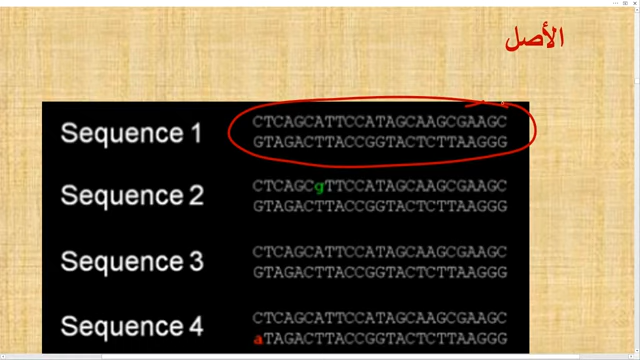 الأصل
Sequence 1
CTCAGCATTCCATAGCAAGCGAAGC
GTAGACTTACCGGTACTCTTAAGGG
Sequence 2
CTCAGCgTTCCATAGCAAGCGAAGC
GTAGACTTACCGGTACTCTTAAGGG
Sequence 3
CTCAGCATTCCATAGCAAGCGAAGC
GTAGACTTACCGGTACTCTTAAGGG
Sequence 4
CTCAGCATTCCATAGCAAGCGAAGC
aTAGACTTACCGGTACTCTTAAGGG